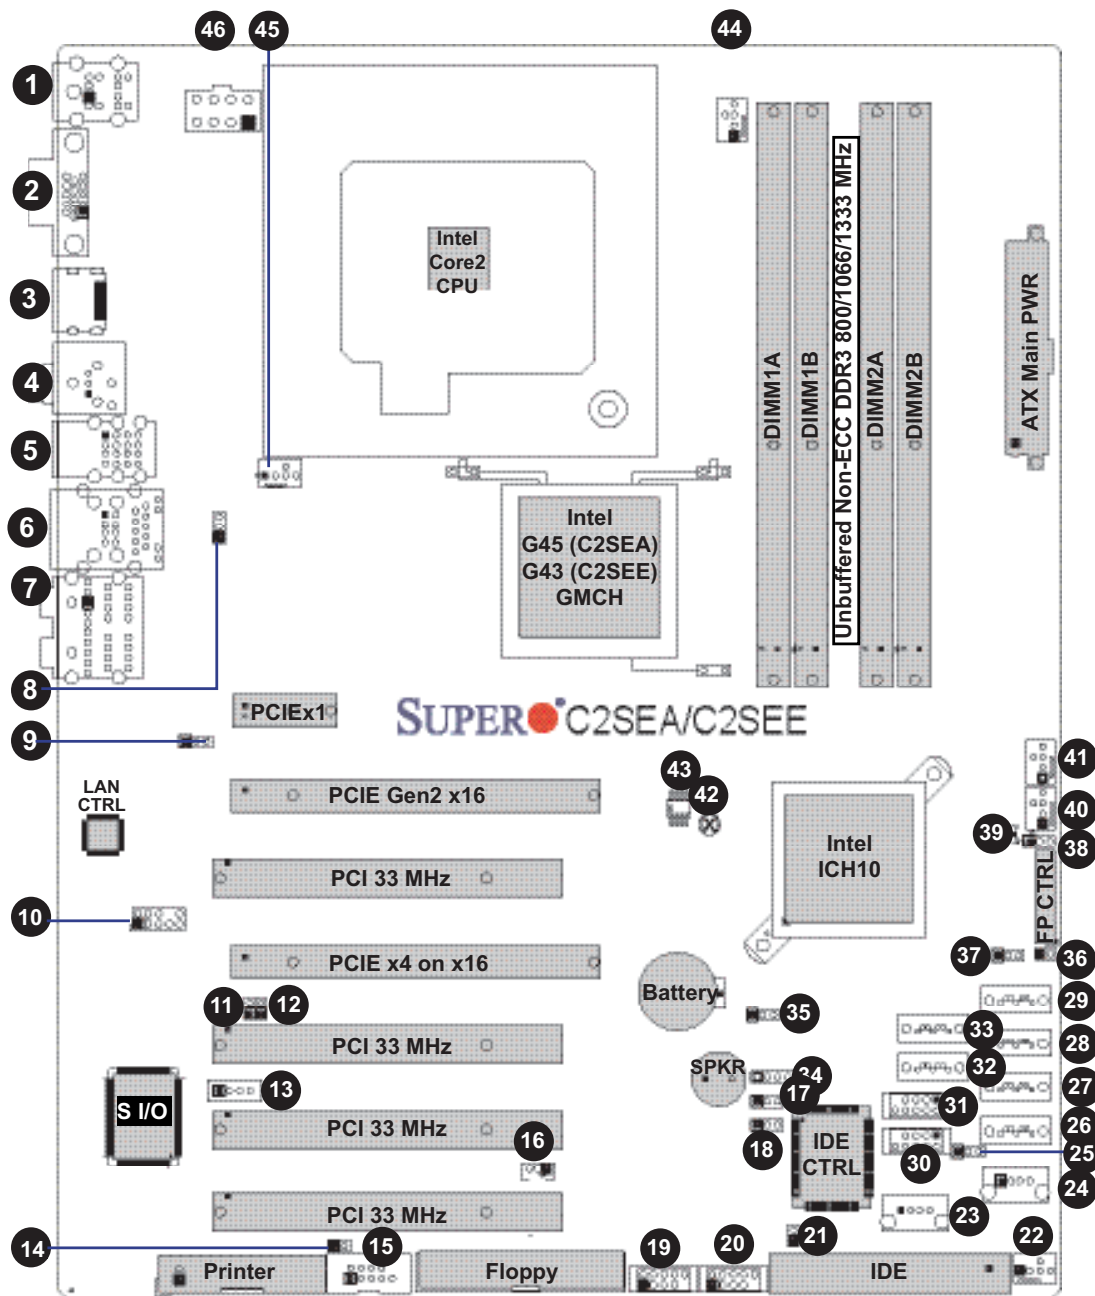 46
45
44
1
2
3
4
5
6
7
8
9
10
11
12
13
14
15
16
17
18
19
20
21
22
23
24
25
26
27
28
29
30
31
32
33
34
35
36
37
38
39
40
41
42
43
Intel
Core2
CPU
DIMM1A
DIMM1B
Unbuffered Non-ECC DDR3 800/1066/1333 MHz
DIMM2A
DIMM2B
ATX Main PWR
Intel
G45 (C2SEA)
G43 (C2SEE)
GMCH
PCIEx1
SUPER® C2SEA/C2SEE
LAN
CTRL
PCIE Gen2 x16
PCI 33 MHz
PCIE x4 on x16
PCI 33 MHz
PCI 33 MHz
PCI 33 MHz
Intel
ICH10
FP CTRL
Battery
SPKR
S I/O
IDE
CTRL
Printer
Floppy
IDE